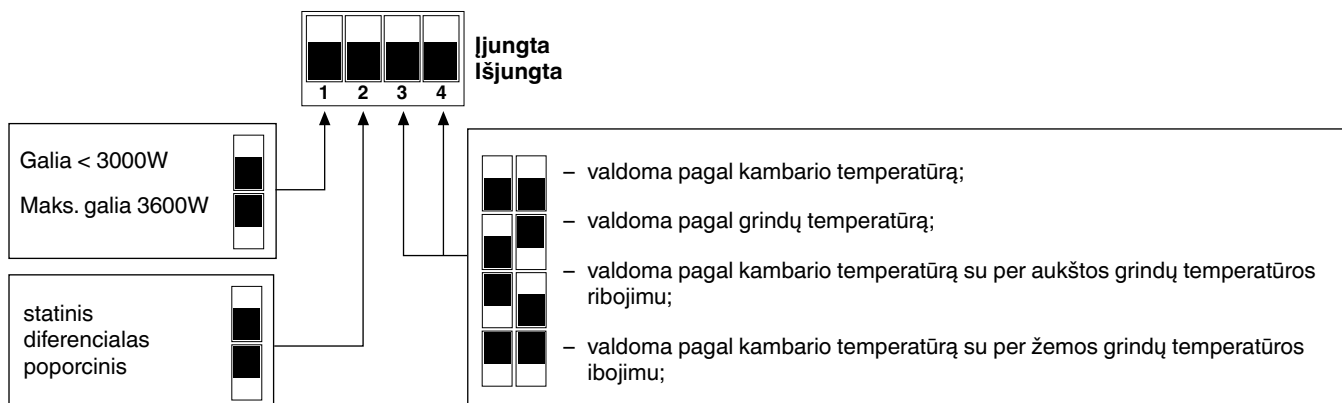 Įjungta
Išjungta
1 2 3 4
Galia < 3000W
Maks. galia 3600W
statinis
diferencialas
poporcinis
– valdoma pagal kambario temperatūrą;
– valdoma pagal grindų temperatūrą;
– valdoma pagal kambario temperatūrą su per aukštos grindų temperatūros
ribojimu;
– valdoma pagal kambario temperatūrą su per žemos grindų temperatūros
ibojimu;